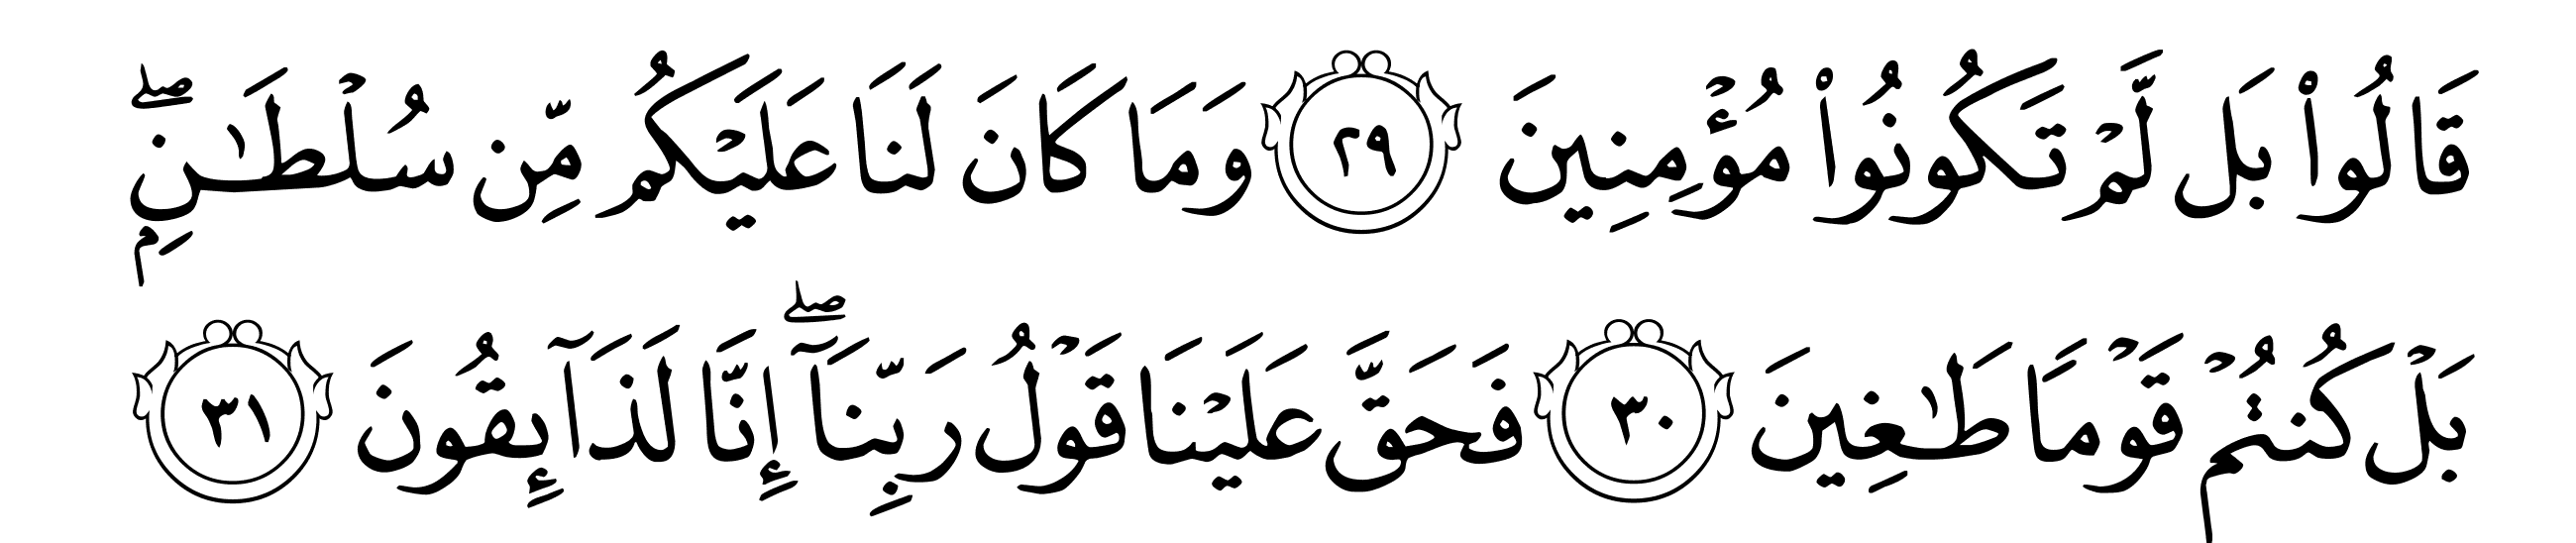 قَالُوا۟ بَل لَّمْ تَكُونُوا۟ مُؤْمِنِينَ ٢٩ وَمَا كَانَ لَنَا عَلَيْكُم مِّن سُلْطَـٰنِۭ ۖ
بَلْ كُنتُمْ قَوْمًا طَـٰغِينَ ٣٠ فَحَقَّ عَلَيْنَا قَوْلُ رَبِّنَآ ۖ إِنَّا لَذَآئِقُونَ ٣١